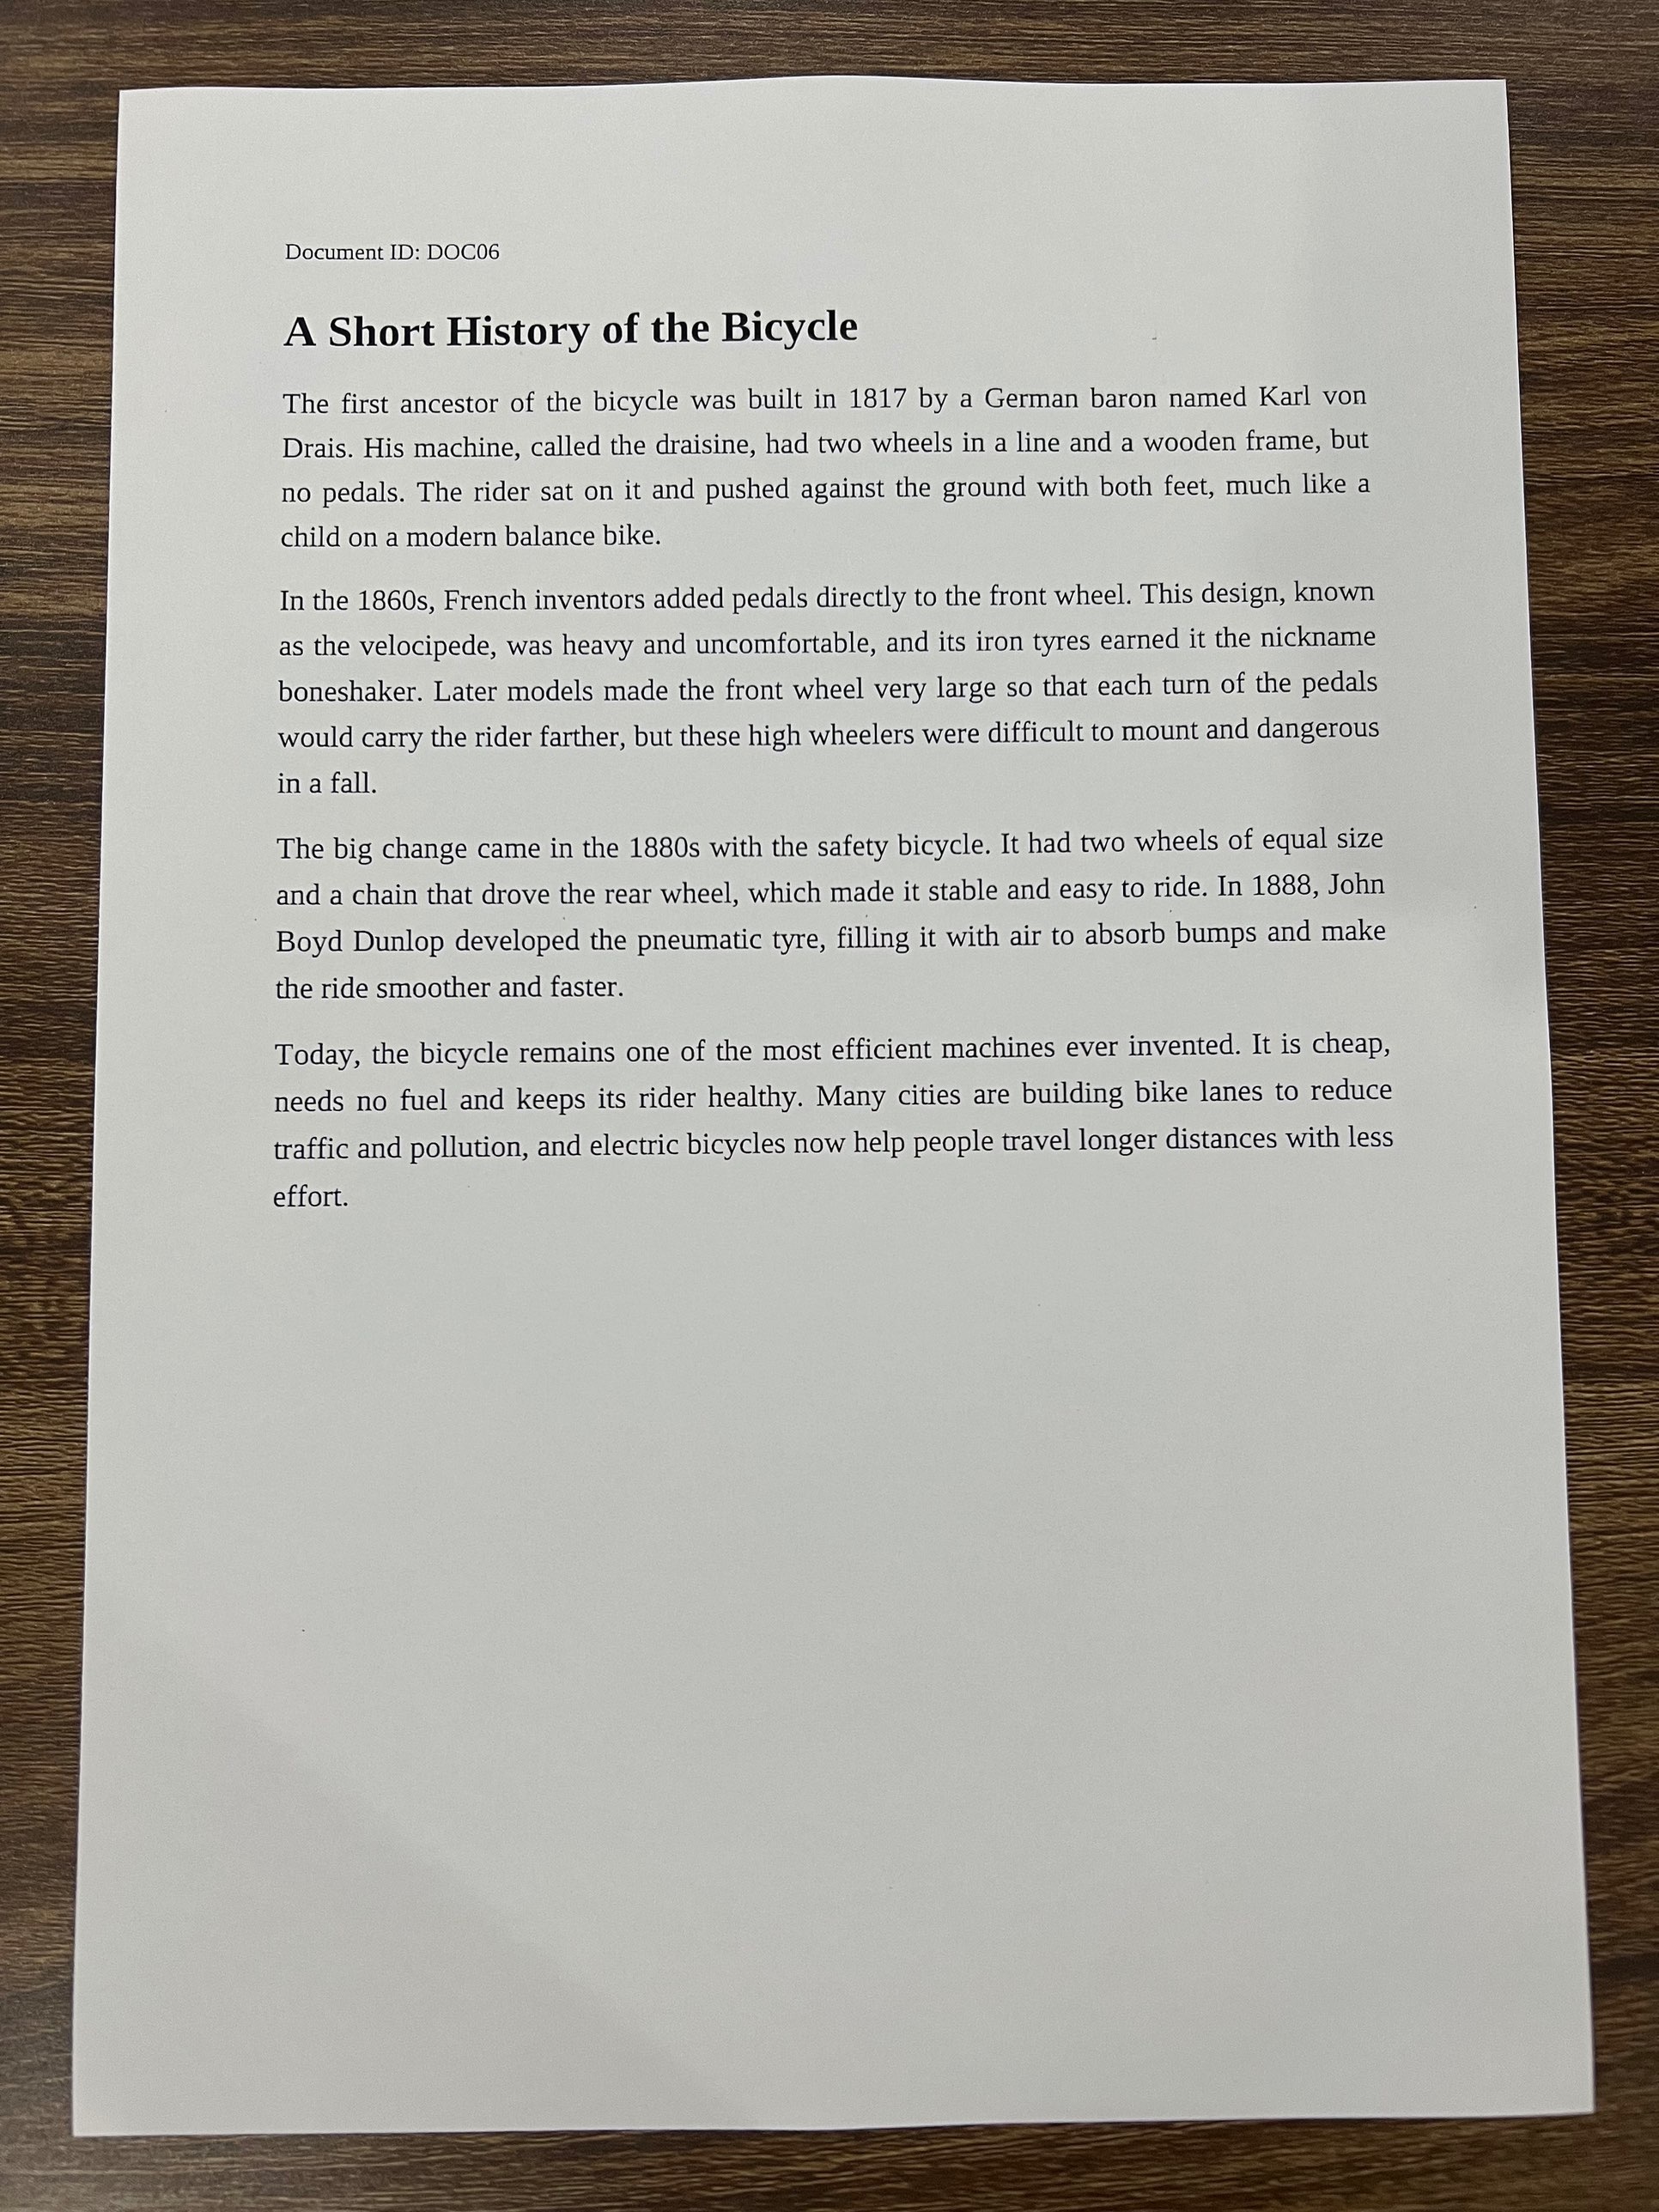 Document ID: DOC06
A Short History of the Bicycle
The first ancestor of the bicycle was built in 1817 by a German baron named Karl von
Drais. His machine, called the draisine, had two wheels in a line and a wooden frame, but
no pedals. The rider sat on it and pushed against the ground with both feet, much like a
child on a modern balance bike.
In the 1860s, French inventors added pedals directly to the front wheel. This design, known
as the velocipede, was heavy and uncomfortable, and its iron tyres earned it the nickname
boneshaker. Later models made the front wheel very large so that each turn of the pedals
would carry the rider farther, but these high wheelers were difficult to mount and dangerous
in a fall.
The big change came in the 1880s with the safety bicycle. It had two wheels of equal size
and a chain that drove the rear wheel, which made it stable and easy to ride. In 1888, John
Boyd Dunlop developed the pneumatic tyre, filling it with air to absorb bumps and make
the ride smoother and faster.
Today, the bicycle remains one of the most efficient machines ever invented. It is cheap,
needs no fuel and keeps its rider healthy. Many cities are building bike lanes to reduce
traffic and pollution, and electric bicycles now help people travel longer distances with less
effort.